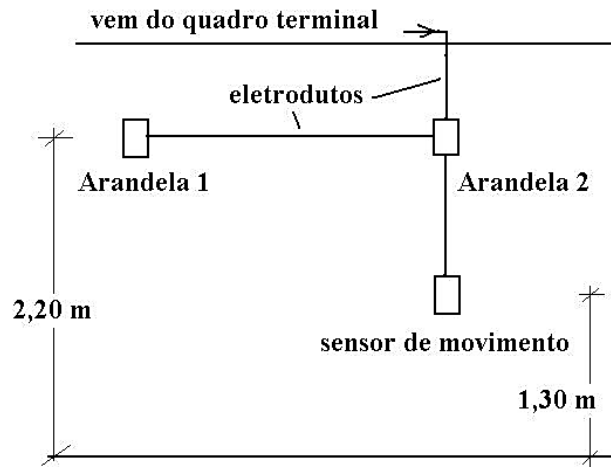 vem do quadro terminal
eletrodutos
Arandela 1
Arandela 2
2,20 m
sensor de movimento
1,30 m